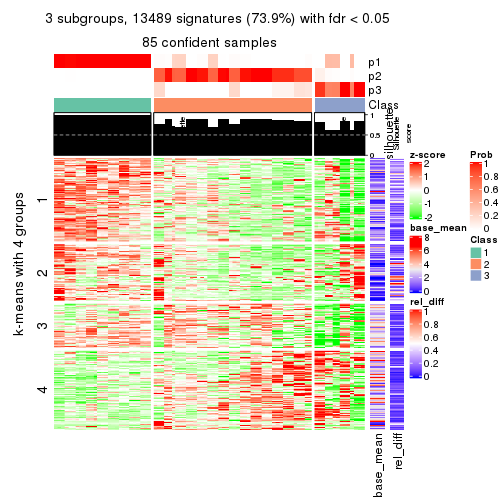 3 subgroups, 13489 signatures (73.9%) with fdr < 0.05
85 confident samples
p1
p2
p3
Class
1
0.5
0
silhouette
Silhouette
score
k-means with 4 groups
1
2
3
4
base_mean
rel_diff
z-score
2
1
0
-1
-2
base_mean
8
6
4
2
0
rel_diff
1
0.8
0.6
0.4
0.2
0
Prob
1
0.8
0.6
0.4
0.2
0
Class
1
2
3